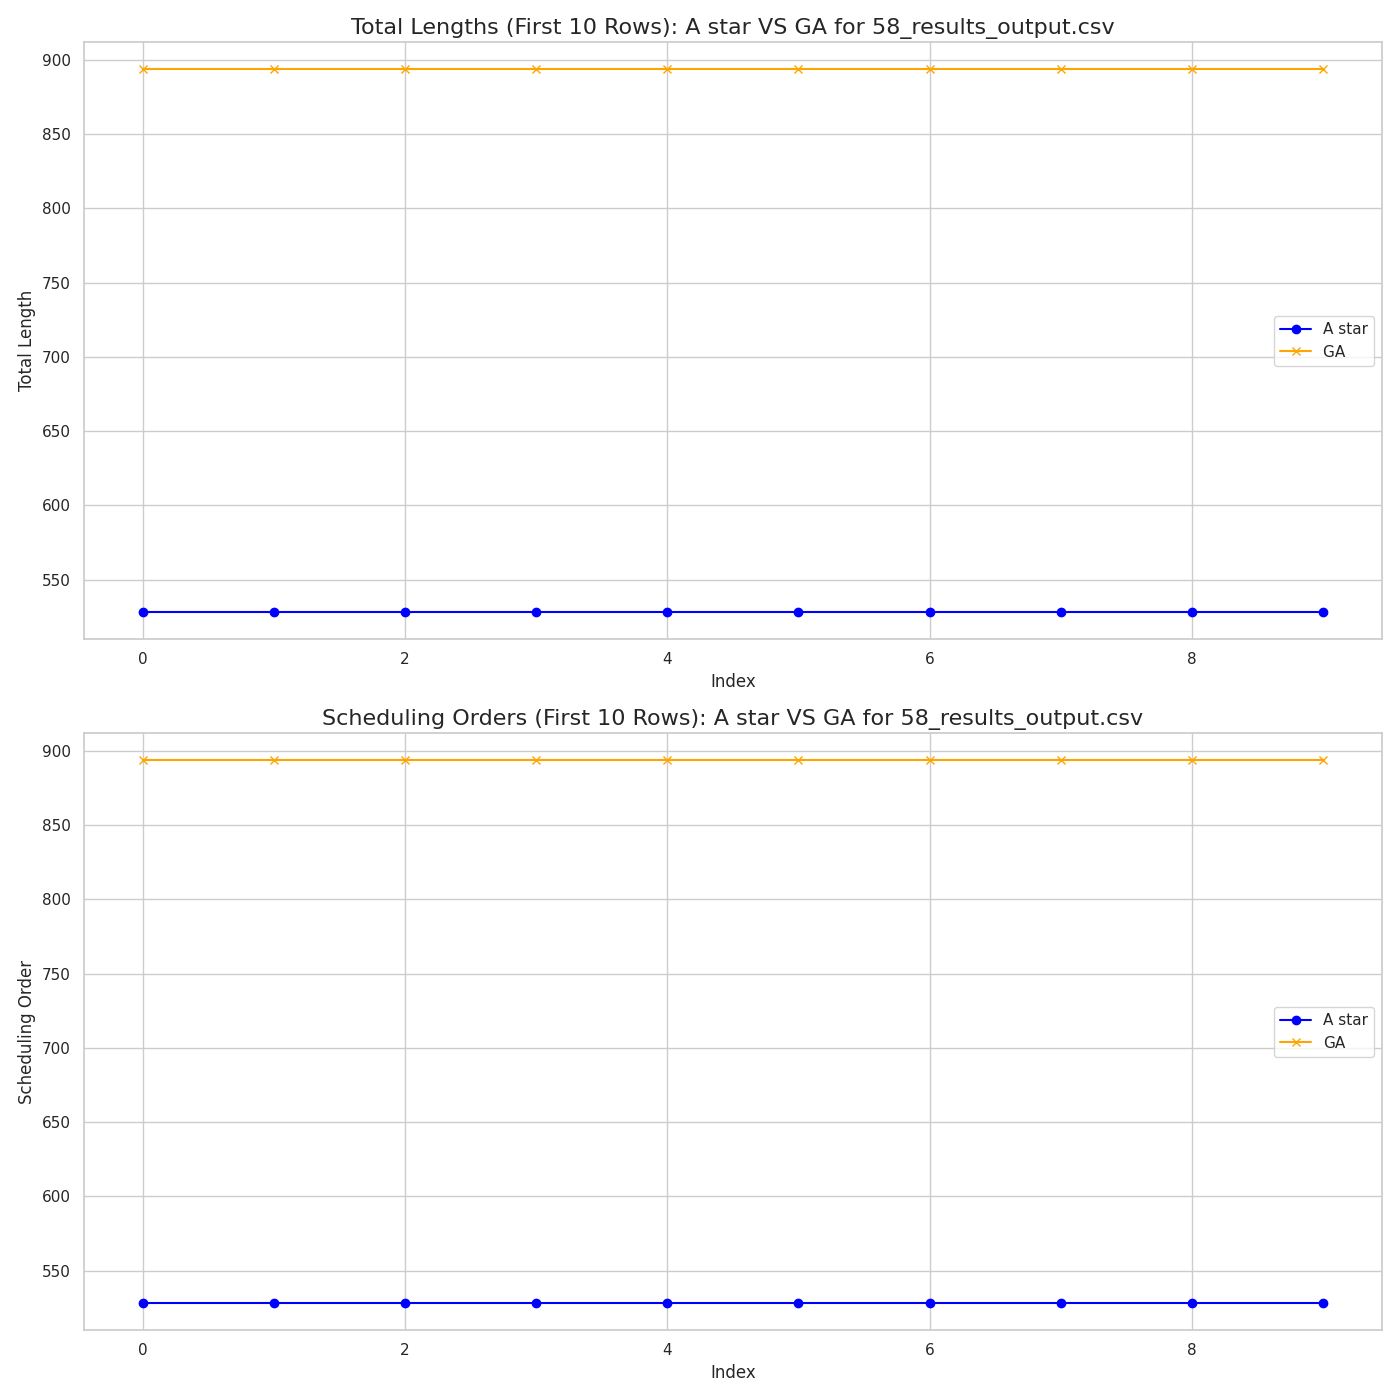 Total Lengths (First 10 Rows): A star VS GA for 58_results_output.csv
900
850
800
750
700
650
600
550
Total Length
A star
GA
0 2 4 6 8
Index
Scheduling Orders (First 10 Rows): A star VS GA for 58_results_output.csv
900
850
800
750
700
650
600
550
Scheduling Order
A star
GA
0 2 4 6 8
Index